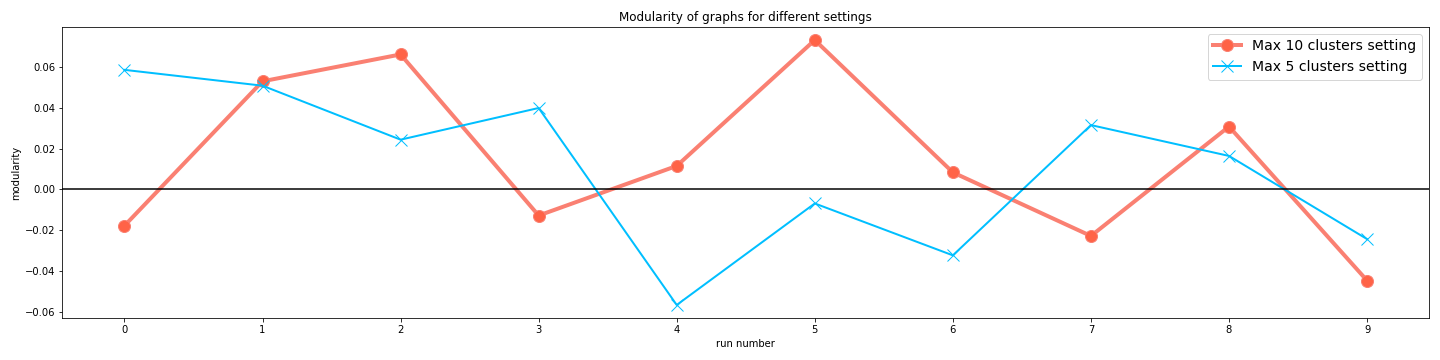 Modularity of graphs for different settings
Max 10 clusters setting
Max 5 clusters setting
modularity
0.06
0.04
0.02
0.00
−0.02
−0.04
−0.06
0 1 2 3 4 5 6 7 8 9
run number